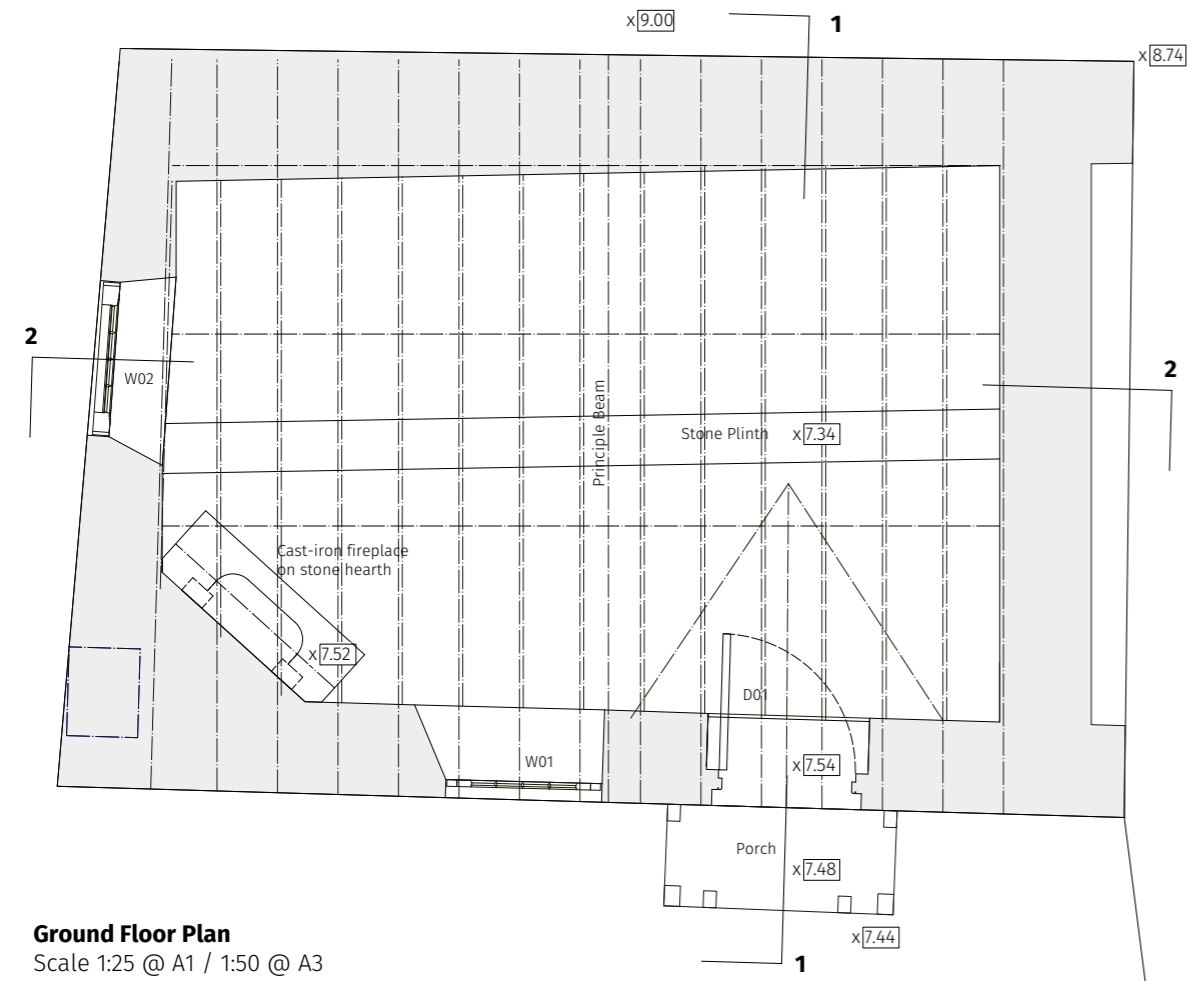 x 9.00
1
x 8.74
2
W02
2
Principle Beam
Stone Plinth
x 7.34
Cast-iron fireplace
on stone hearth
x 7.52
D01
W01
x 7.54
Porch
x 7.48
x 7.44
1
Ground Floor Plan
Scale 1:25 @ A1 / 1:50 @ A3